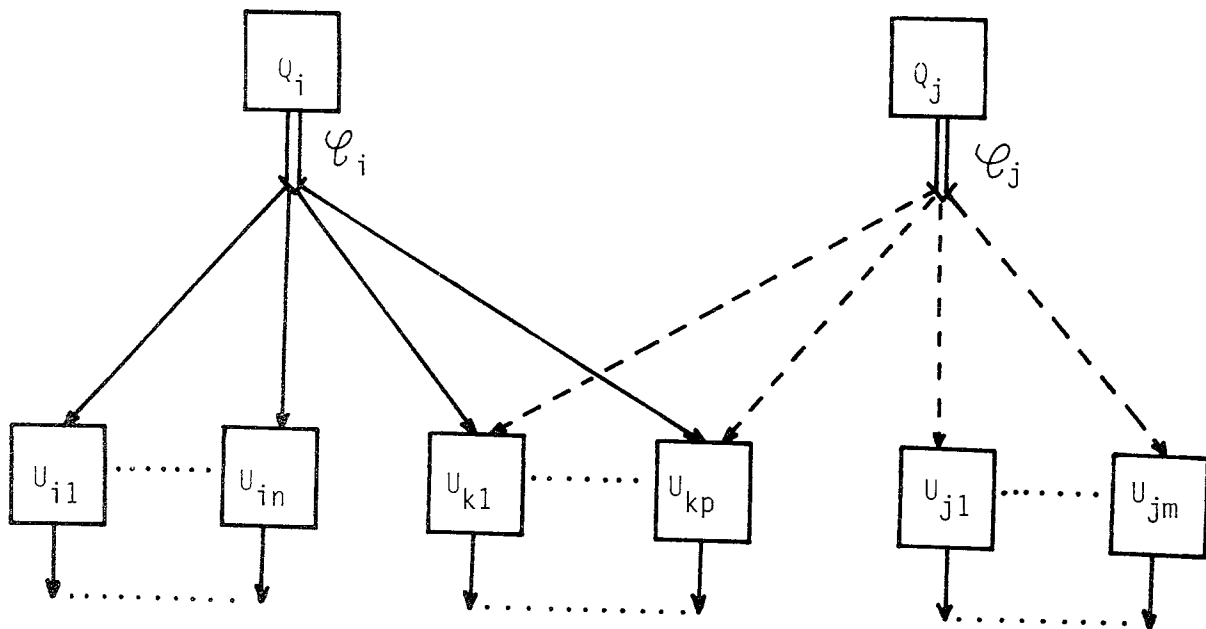 Q_i Q_j
𝒞_i 𝒞_j
U_i1 ........ U_in U_k1 ........ U_kp U_j1 ........ U_jm